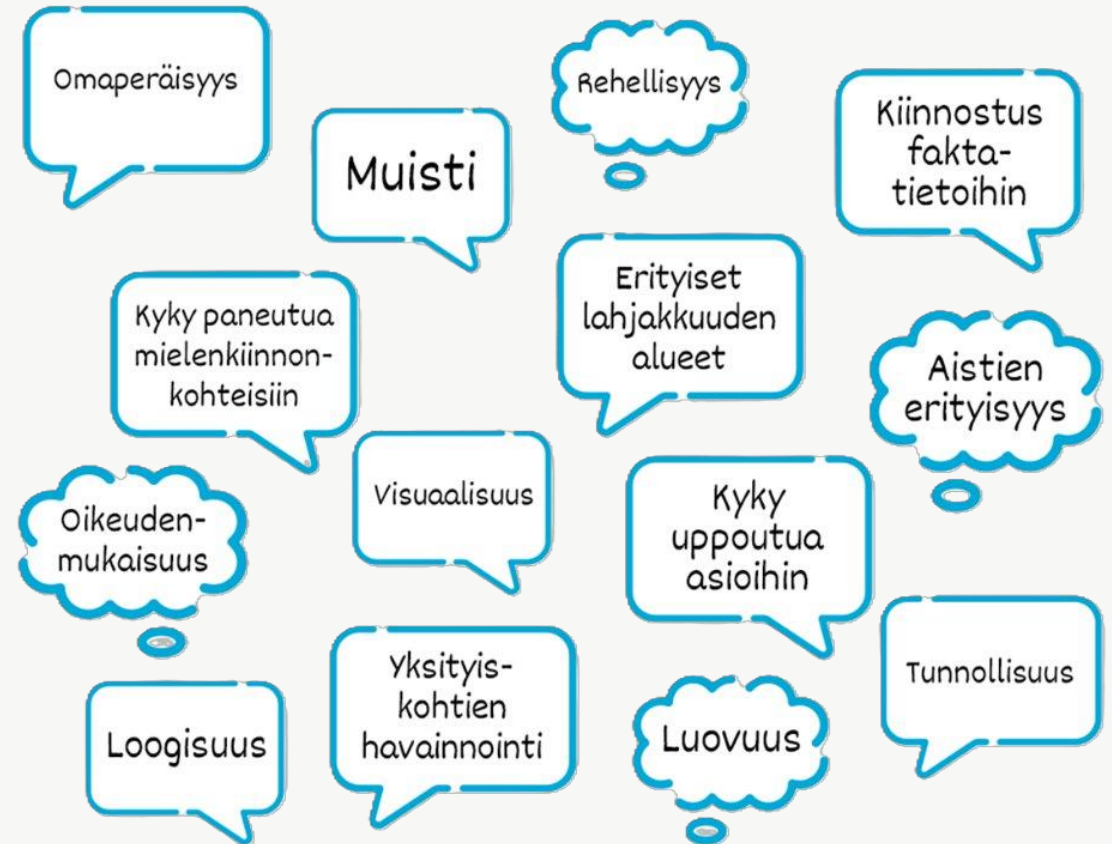 Omaperäisyys
Rehellisyys
Muisti
Kiinnostus
fakta-
tietoihin
Kyky paneutua
mielenkiinnon-
kohteisiin
Erityiset
lahjakkuuden
alueet
Aistien
erityisyys
Oikeuden-
mukaisuus
Visuaalisuus
Kyky
uppoutua
asioihin
Tunnollisuus
Loogisuus
Yksityis-
kohtien
havainnointi
Luovuus